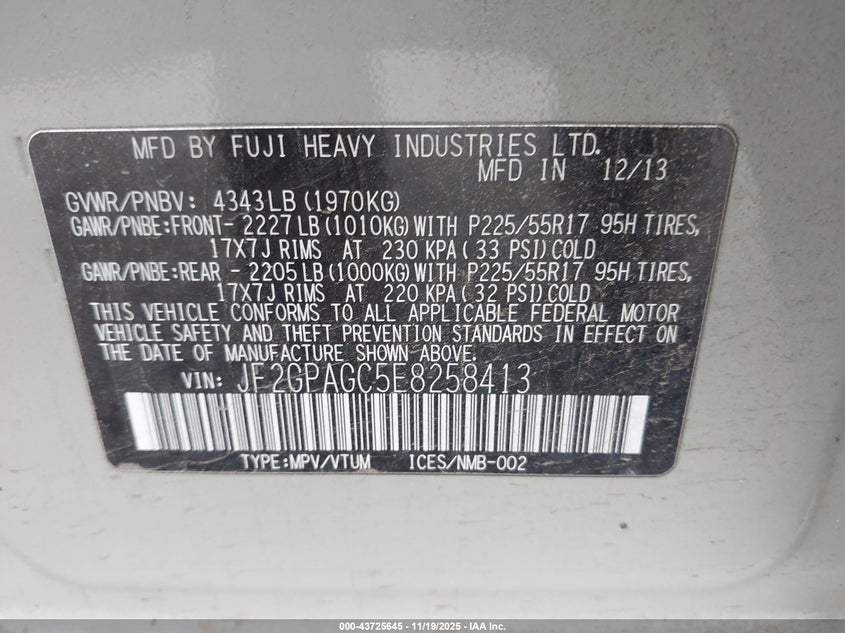 MFD BY FUJI HEAVY INDUSTRIES LTD.
MFD IN 12/13
GVWR/PNBV: 4343LB (1970KG)
GAWR/PNBE:FRONT- 2227LB (1010KG) WITH P225/55R17 95H TIRES,
17X7J RIMS AT 230 KPA ( 33 PSI) COLD
GAWR/PNBE:REAR - 2205LB (1000KG) WITH P225/55R17 95H TIRES,
17X7J RIMS AT 220 KPA ( 32 PSI) COLD
THIS VEHICLE CONFORMS TO ALL APPLICABLE FEDERAL MOTOR
VEHICLE SAFETY AND THEFT PREVENTION STANDARDS IN EFFECT ON
THE DATE OF MANUFACTURE SHOWN ABOVE.
VIN: JF2GPAGC5E8258413
TYPE:MPV/VTUM ICES/NMB-002
000-43725645 - 11/19/2025 - IAA Inc.